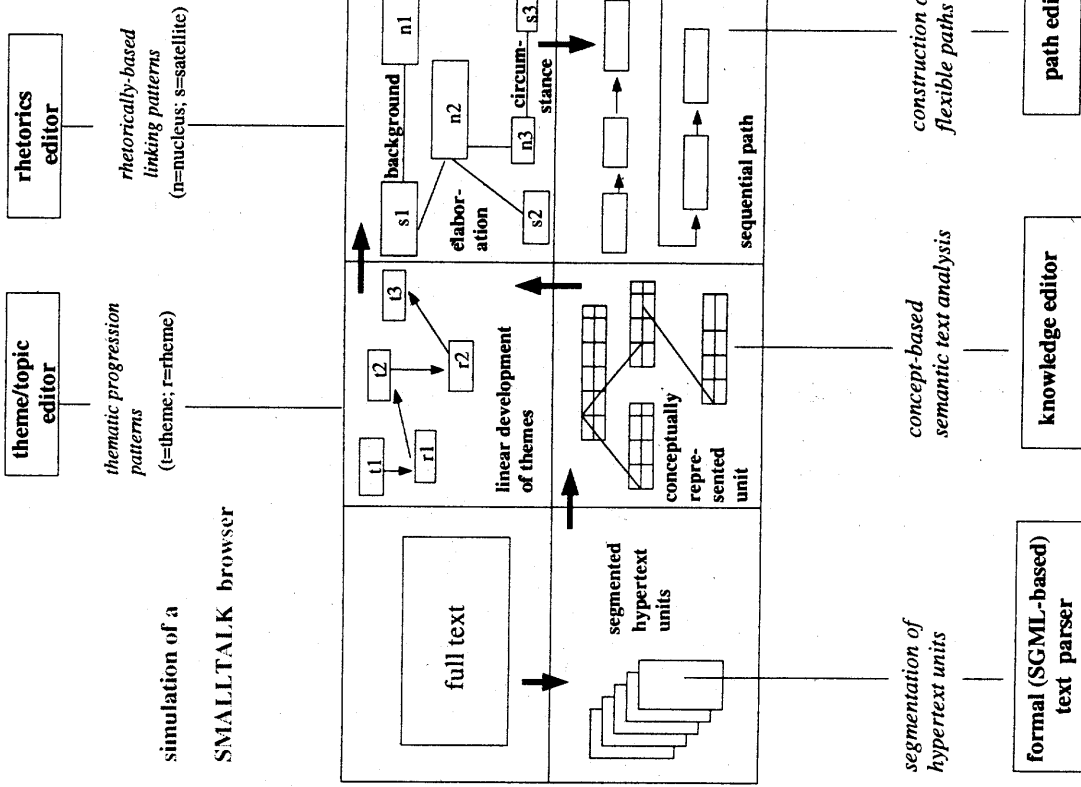 simulation of a
SMALLTALK browser
theme/topic
editor
thematic progression
patterns
(t=theme; r=rheme)
rhetorics
editor
rhetorically-based
linking patterns
(n=nucleus; s=satellite)
full text
t1
r1
t2
r2
t3
linear development
of themes
s1
background
n1
n2
elabor-
ation
s2
n3
circum-
stance
s3
segmented
hypertext
units
conceptually
repre-
sented
unit
sequential path
segmentation of
hypertext units
concept-based
semantic text analysis
construction o
flexible paths
formal (SGML-based)
text parser
knowledge editor
path edi